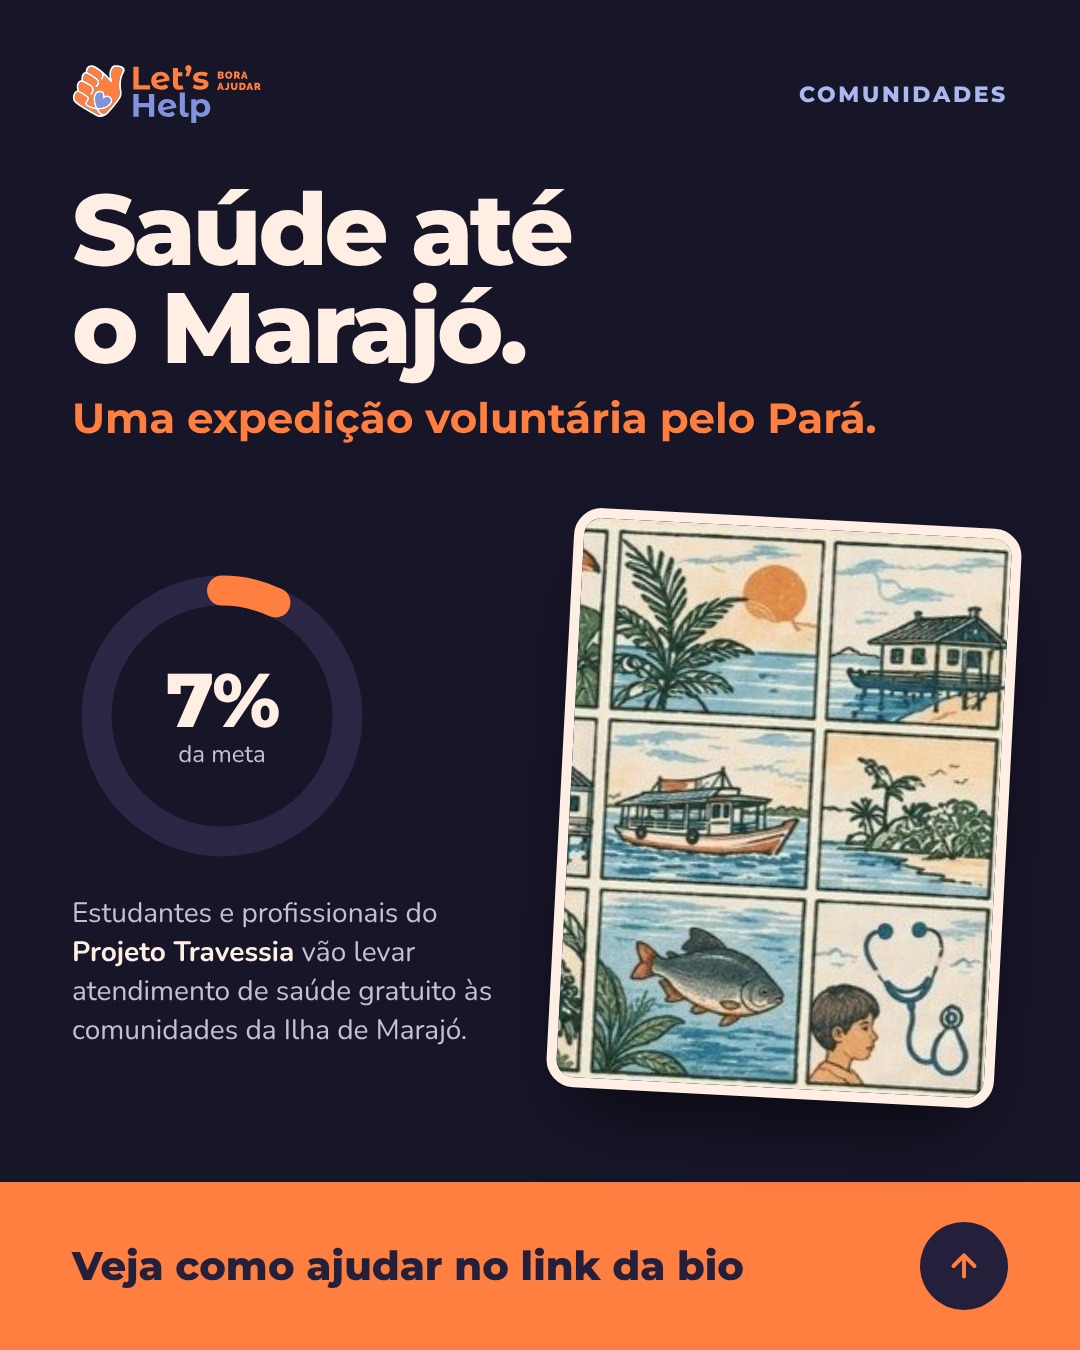 Let's
Help
BORA
AJUDAR
COMUNIDADES
Saúde até
o Marajó.
Uma expedição voluntária pelo Pará.
7%
da meta
Estudantes e profissionais do
Projeto Travessia vão levar
atendimento de saúde gratuito às
comunidades da Ilha de Marajó.
Veja como ajudar no link da bio